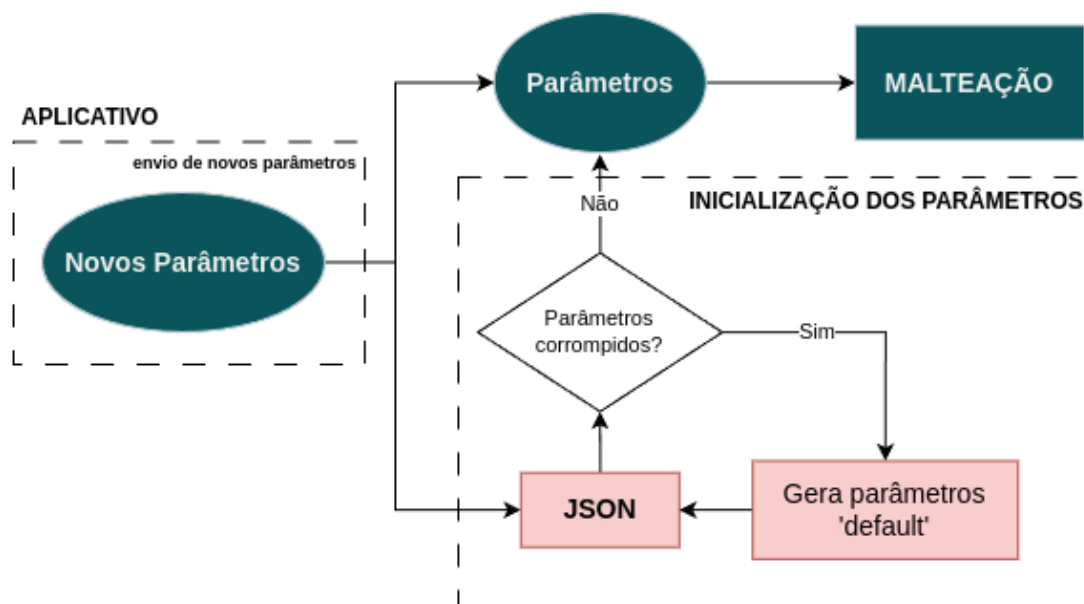 Parâmetros
MALTEAÇÃO
APLICATIVO
envio de novos parâmetros
Novos Parâmetros
INICIALIZAÇÃO DOS PARÂMETROS
Não
Parâmetros
corrompidos?
Sim
JSON
Gera parâmetros
'default'